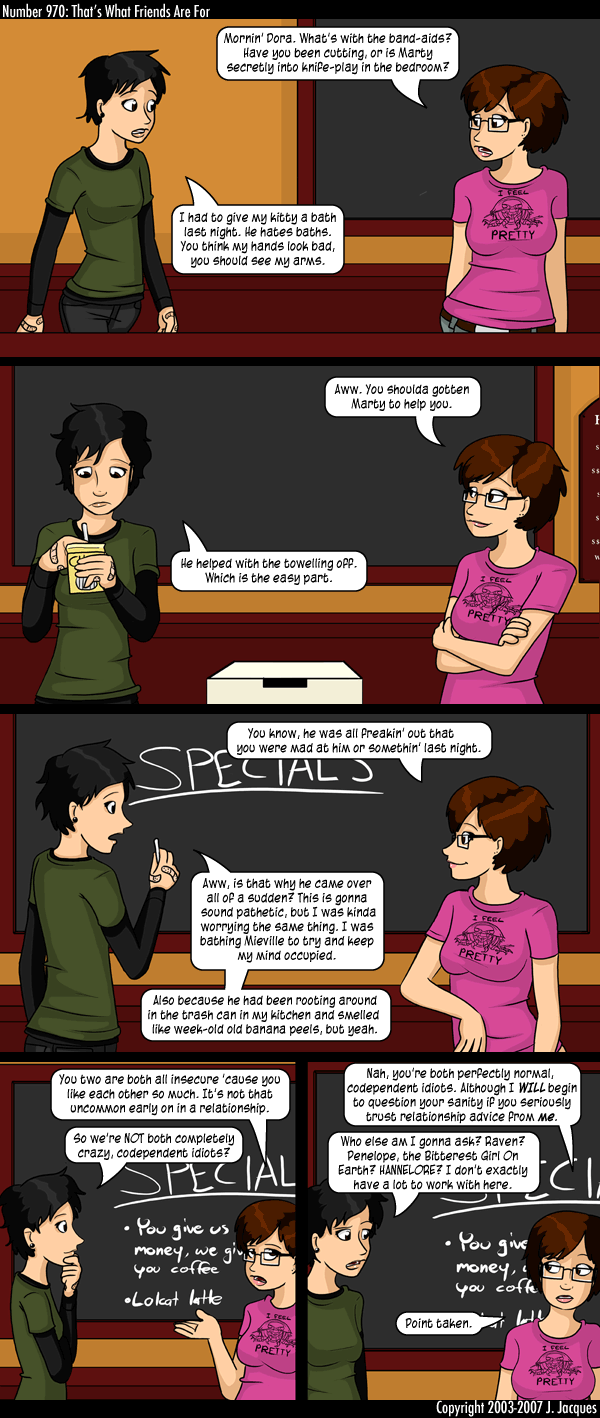 Number 970: That's What Friends Are For
Mornin' Dora. What's with the band-aids?
Have you been cutting, or is Marty
secretly into knife-play in the bedroom?
I had to give my kitty a bath
last night. He hates baths.
You think my hands look bad,
you should see my arms.
I FEEL
PRETTY
Aww. You shoulda gotten
Marty to help you.
He helped with the towelling off.
Which is the easy part.
I FEEL
PRETTY
You know, he was all freakin' out that
you were mad at him or somethin' last night.
SPECIALS
Aww, is that why he came over
all of a sudden? This is gonna
sound pathetic, but I was kinda
worrying the same thing. I was
bathing Mieville to try and keep
my mind occupied.
Also because he had been rooting around
in the trash can in my kitchen and smelled
like week-old old banana peels, but yeah.
I FEEL
PRETTY
You two are both all insecure 'cause you
like each other so much. It's not that
uncommon early on in a relationship.
So we're NOT both completely
crazy, codependent idiots?
SPECIAL
• You give us
money, we giv
you coffee
• Lokat latte
I FEEL
PRETTY
Nah, you're both perfectly normal,
codependent idiots. Although I WILL begin
to question your sanity if you seriously
trust relationship advice from me.
Who else am I gonna ask? Raven?
Penelope, the Bitterest Girl On
Earth? HANNELORE? I don't exactly
have a lot to work with here.
• You give
money,
you coffe
Point taken.
I FEEL
PRETTY
Copyright 2003-2007 J. Jacques